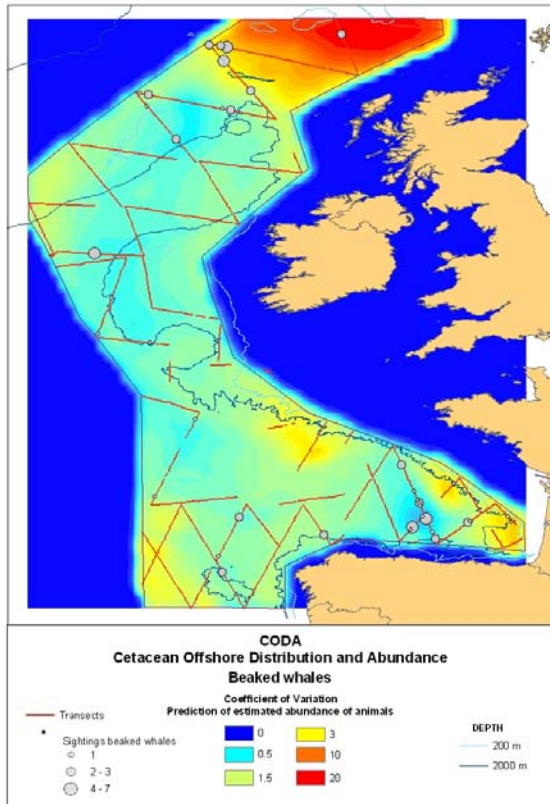 CODA
Cetacean Offshore Distribution and Abundance
Beaked whales
Coefficient of Variation
Prediction of estimated abundance of animals
Transects
Sightings beaked whales
1
2 - 3
4 - 7
0
0.5
1.5
3
10
20
DEPTH
200 m
2000 m